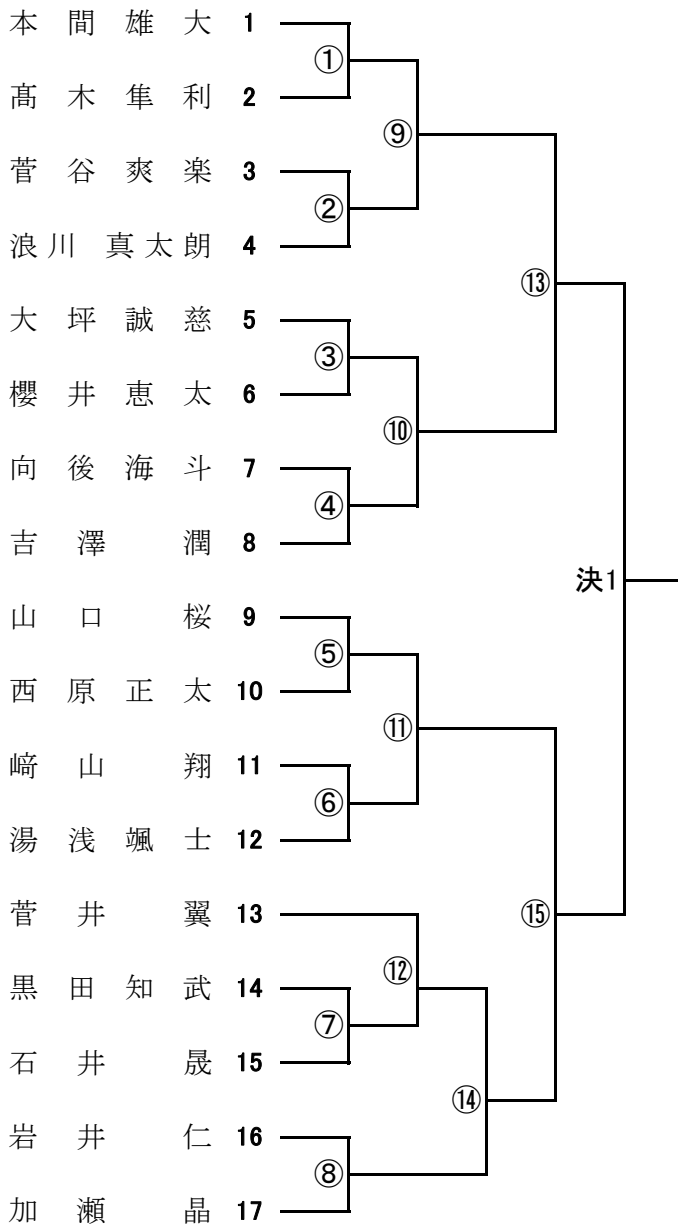 本間雄大 1
①
髙木隼利 2
⑨
菅谷爽楽 3
②
浪川真太朗 4
⑬
大坪誠慈 5
③
櫻井恵太 6
⑩
向後海斗 7
④
吉澤潤 8
決1
山口桜 9
⑤
西原正太 10
⑪
﨑山翔 11
⑥
湯浅颯士 12
菅井翼 13
⑮
⑫
黒田知武 14
⑦
石井晟 15
⑭
岩井仁 16
⑧
加瀬晶 17